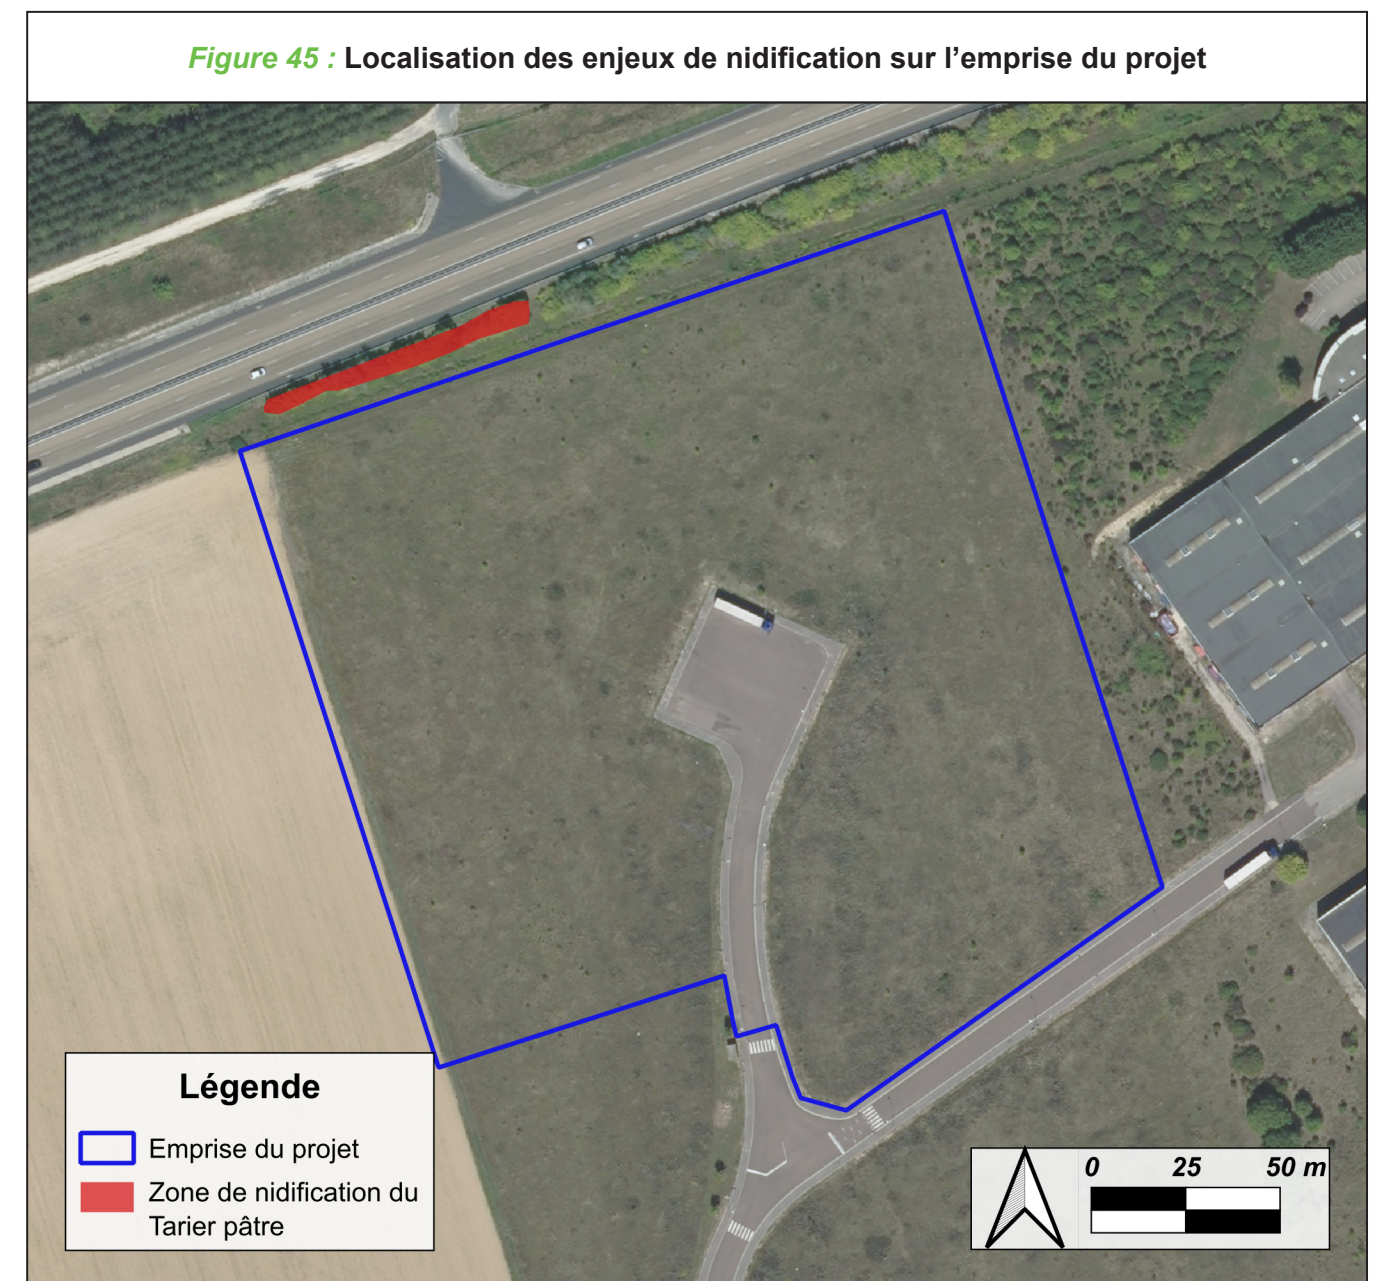 Figure 45 : Localisation des enjeux de nidification sur l’emprise du projet
Légende
Emprise du projet
Zone de nidification du
Tarier pâtre
0 25 50 m